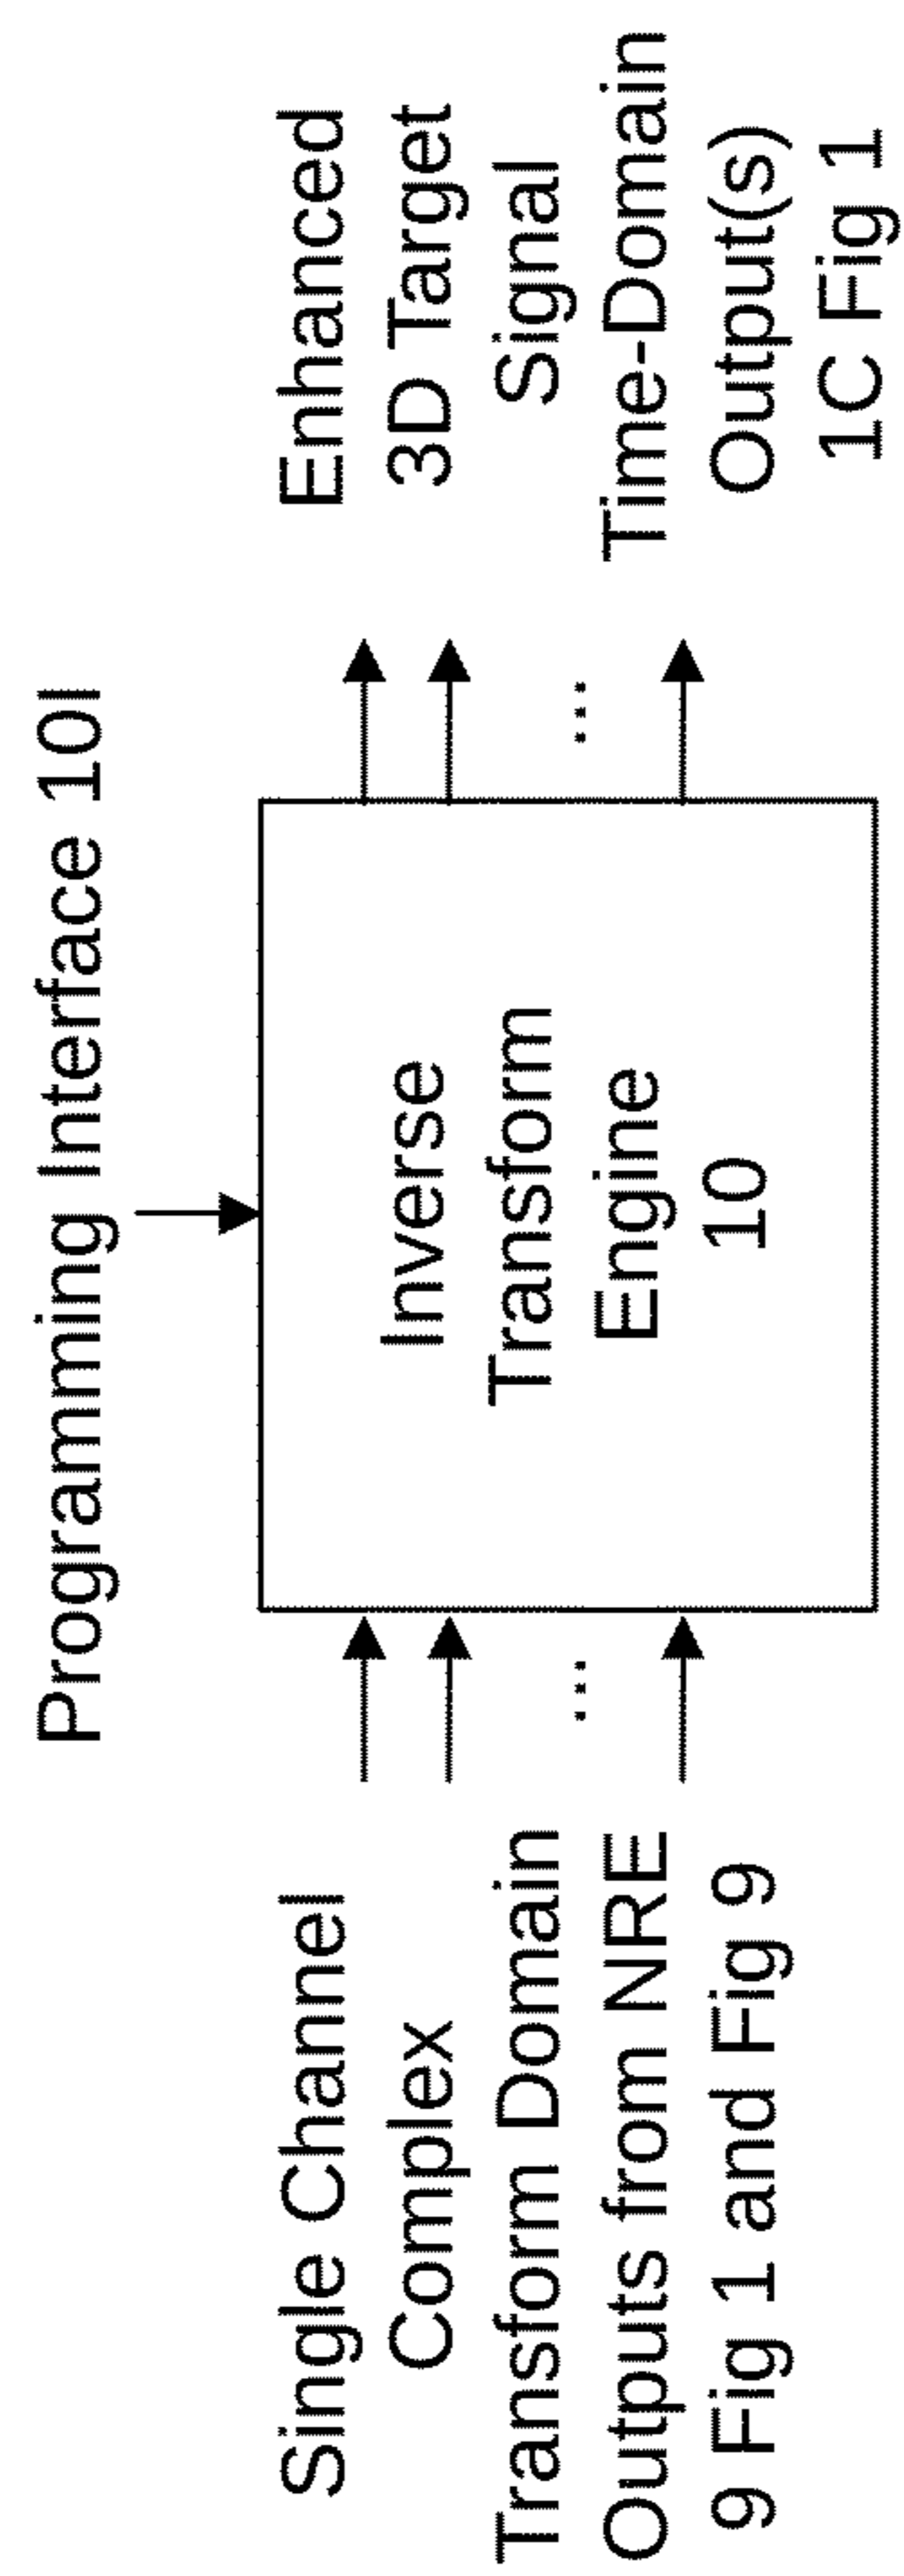 Programming Interface 10I
Single Channel
Complex
Transform Domain
Outputs from NRE
9 Fig 1 and Fig 9
...
Inverse
Transform
Engine
10
...
Enhanced
3D Target
Signal
Time-Domain
Output(s)
1C Fig 1